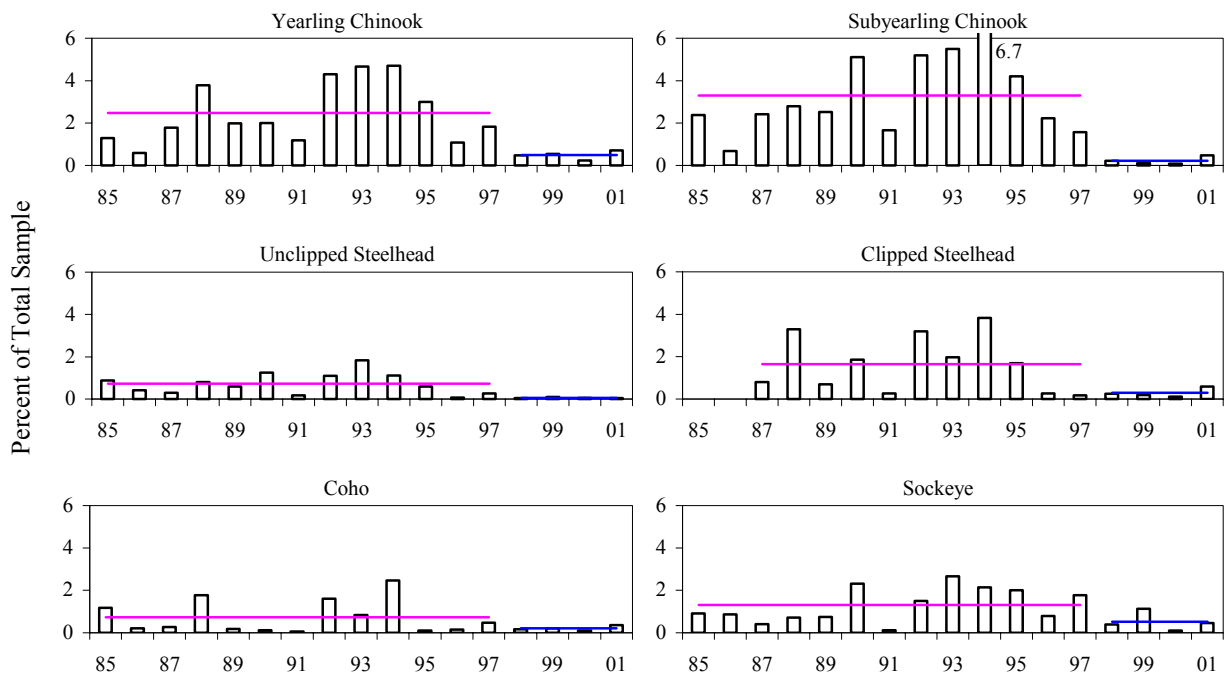 Percent of Total Sample
Yearling Chinook
6
4
2
0
85 87 89 91 93 95 97 99 01
Subyearling Chinook
6
4
2
0
6.7
85 87 89 91 93 95 97 99 01
Unclipped Steelhead
6
4
2
0
85 87 89 91 93 95 97 99 01
Clipped Steelhead
6
4
2
0
85 87 89 91 93 95 97 99 01
Coho
6
4
2
0
85 87 89 91 93 95 97 99 01
Sockeye
6
4
2
0
85 87 89 91 93 95 97 99 01